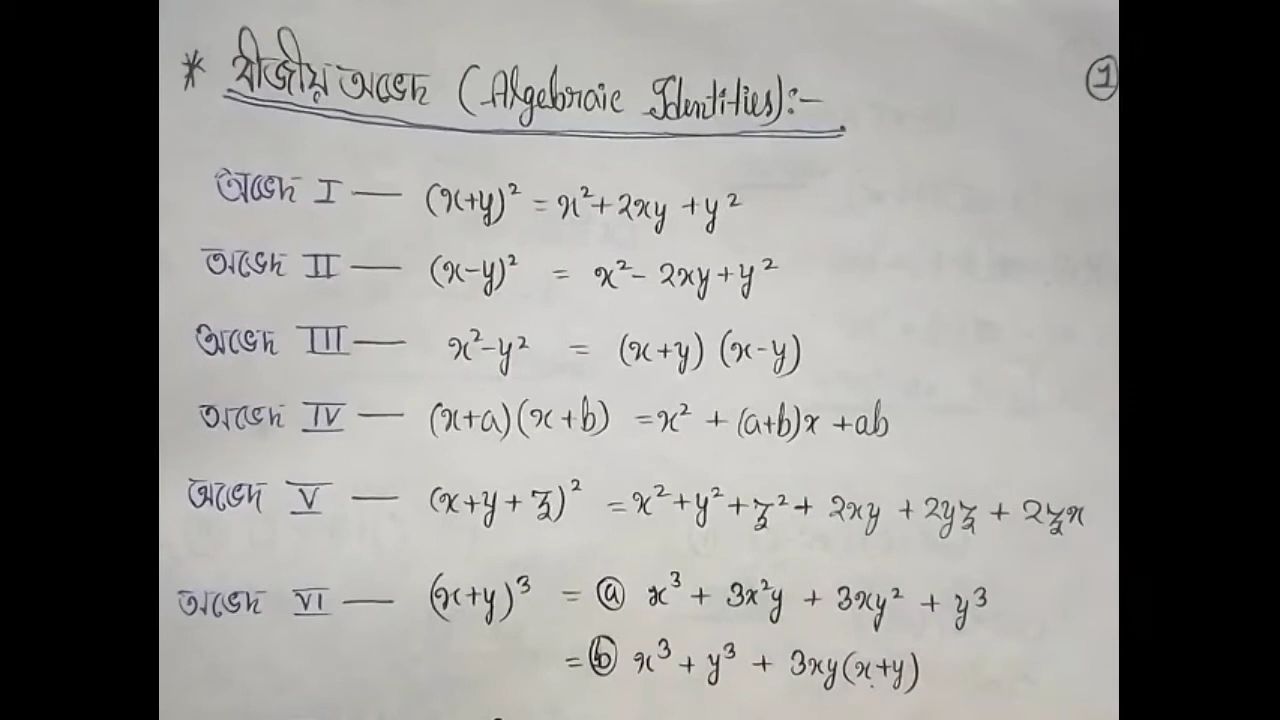 * বীজীয় অভেদ (Algebraic Identities):-
1
অভেদ I — (x+y)² = x² + 2xy + y²
অভেদ II — (x-y)² = x² - 2xy + y²
অভেদ III — x² - y² = (x+y) (x-y)
অভেদ IV — (x+a)(x+b) = x² + (a+b)x + ab
অভেদ V — (x+y+z)² = x² + y² + z² + 2xy + 2yz + 2zx
অভেদ VI — (x+y)³ = ⓐ x³ + 3x²y + 3xy² + y³
= ⓑ x³ + y³ + 3xy(x+y)